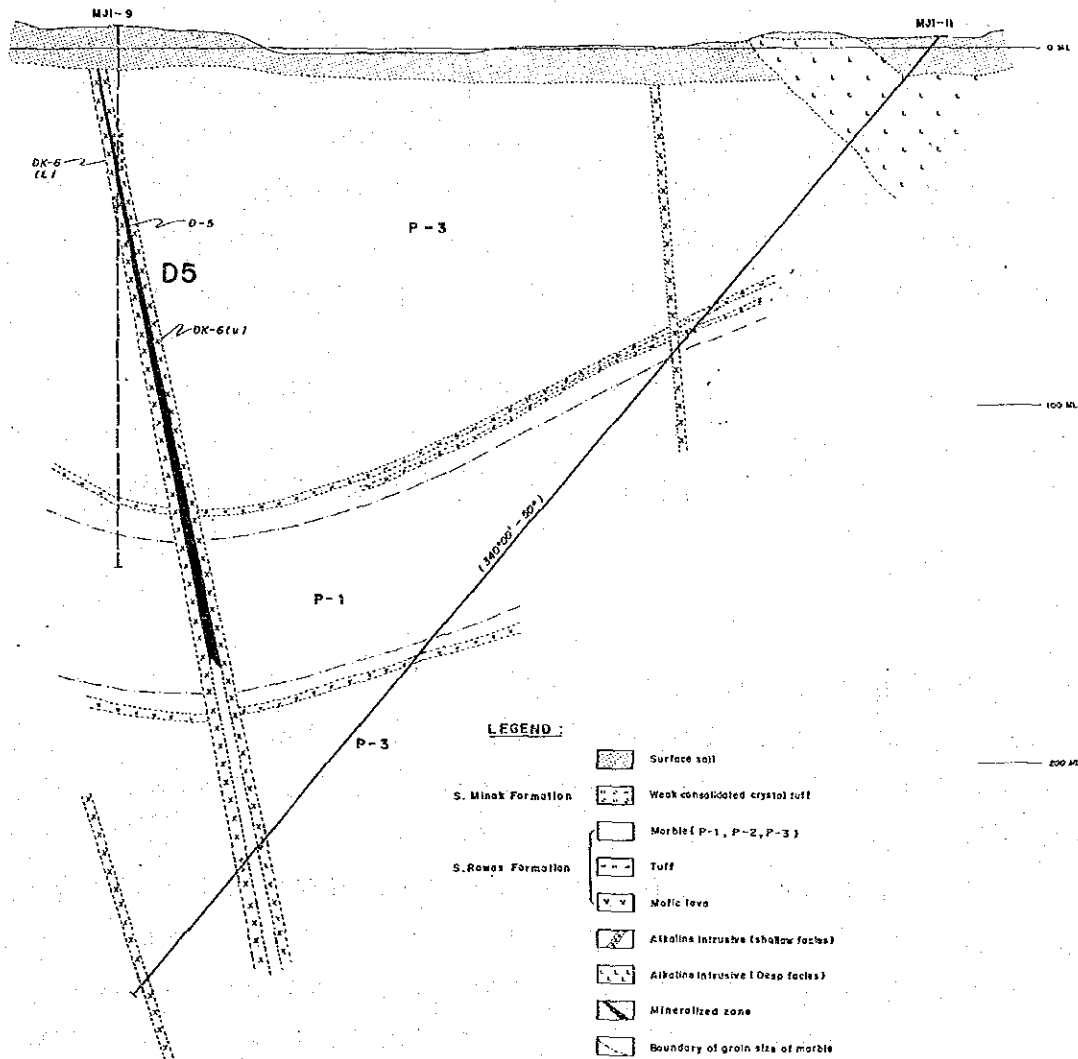 MJI-9
MJI-11
0 ML
DK-6
(L)
D-5
P-3
D5
DK-6(U)
100 ML
(340°00' - 50°)
P-1
P-3
LEGEND :
200 ML
Surface soil
S. Minak Formation
Weak consolidated crystal tuff
Marble (P-1, P-2, P-3)
S. Rawas Formation
Tuff
Mafic lava
Alkaline intrusive (shallow facies)
Alkaline intrusive (Deep facies)
Mineralized zone
Boundary of grain size of marble